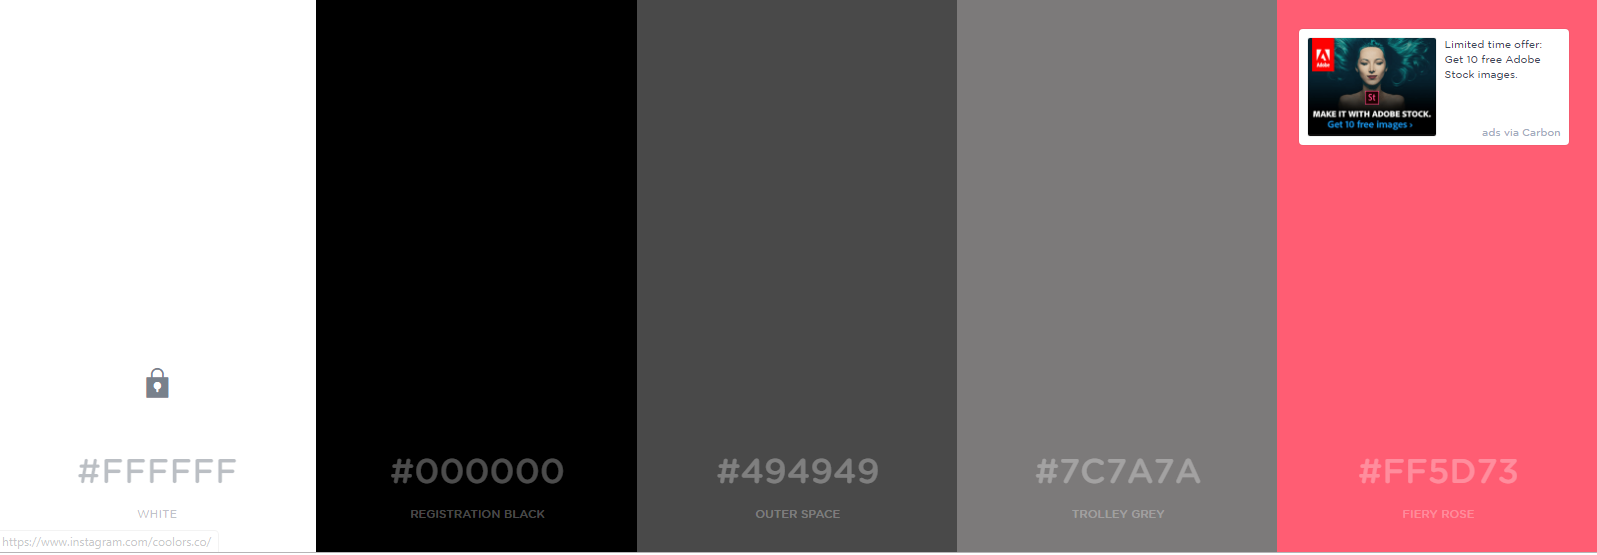 Limited time offer:
Get 10 free Adobe
Stock images.
Adobe
St
MAKE IT WITH ADOBE STOCK.
Get 10 free images ›
ads via Carbon
#FFFFFF
WHITE
#000000
REGISTRATION BLACK
#494949
OUTER SPACE
#7C7A7A
TROLLEY GREY
#FF5D73
FIERY ROSE
https://www.instagram.com/coolors.co/